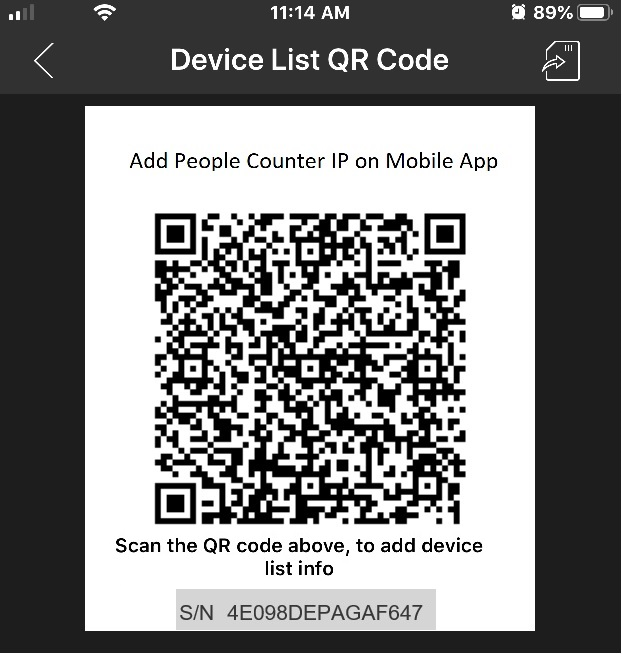 11:14 AM
89%
Device List QR Code
Add People Counter IP on Mobile App
Scan the QR code above, to add device
list info
S/N 4E098DEPAGAF647